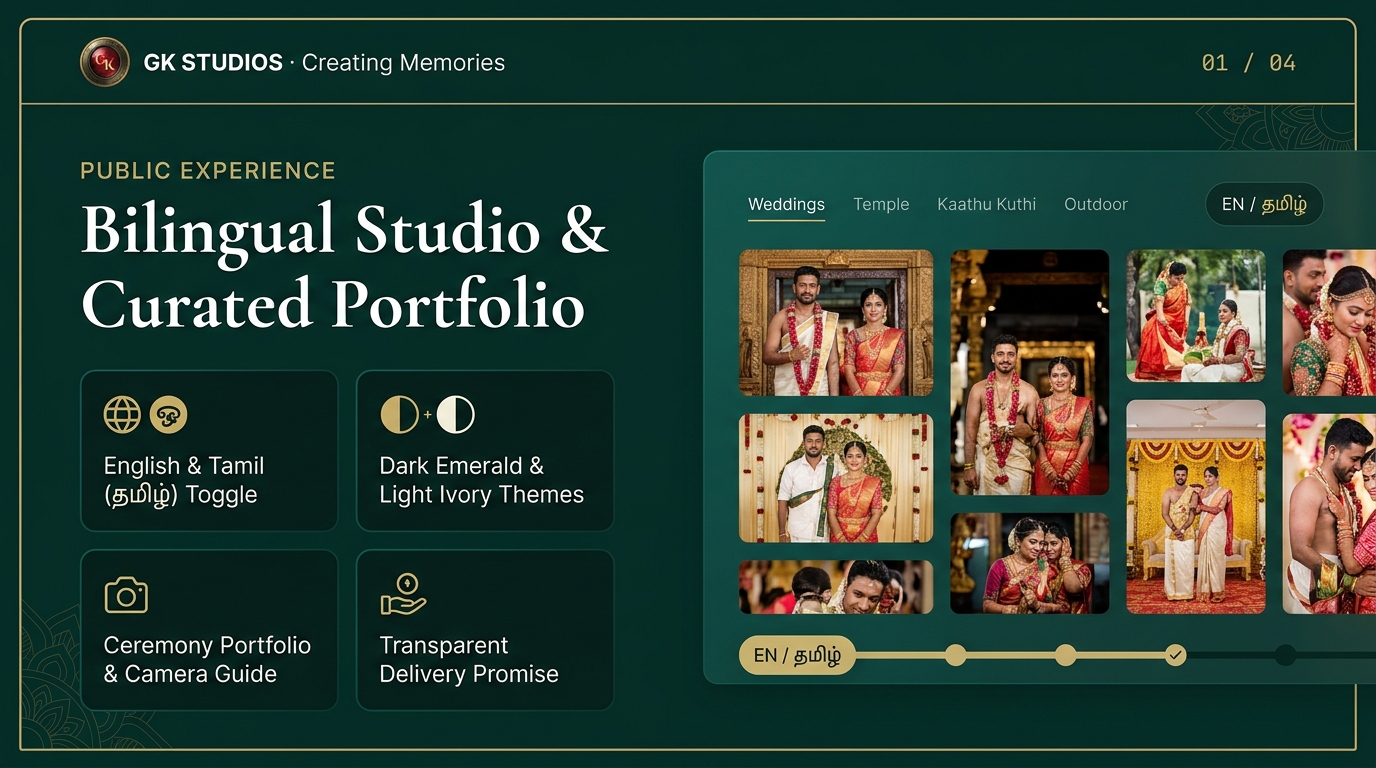 GK
GK STUDIOS · Creating Memories
01 / 04
PUBLIC EXPERIENCE
Bilingual Studio &
Curated Portfolio
English & Tamil
(தமிழ்) Toggle
Dark Emerald &
Light Ivory Themes
Ceremony Portfolio
& Camera Guide
Transparent
Delivery Promise
Weddings Temple Kaathu Kuthi Outdoor EN / தமிழ்
EN / தமிழ்